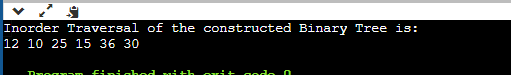 Inorder Traversal of the constructed Binary Tree is:
12 10 25 15 36 30